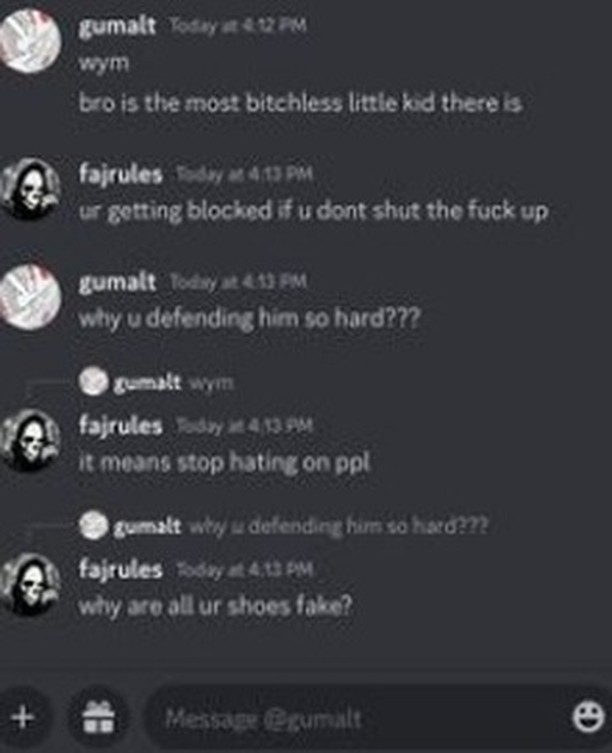 gumalt Today at 4:12 PM
wym
bro is the most bitchless little kid there is
fajrules Today at 4:13 PM
ur getting blocked if u dont shut the fuck up
gumalt Today at 4:13 PM
why u defending him so hard???
gumalt wym
fajrules Today at 4:13 PM
it means stop hating on ppl
gumalt why u defending him so hard???
fajrules Today at 4:13 PM
why are all ur shoes fake?
Message @gumalt